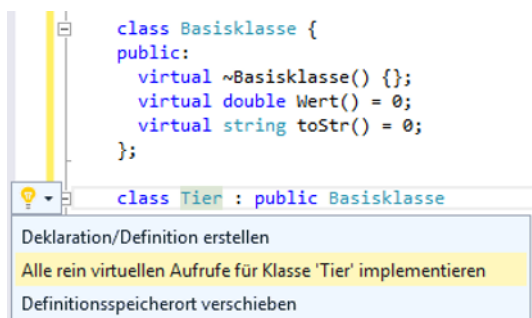 class Basisklasse {
public:
virtual ~Basisklasse() {};
virtual double Wert() = 0;
virtual string toStr() = 0;
};
class Tier : public Basisklasse
Deklaration/Definition erstellen
Alle rein virtuellen Aufrufe für Klasse 'Tier' implementieren
Definitionsspeicherort verschieben